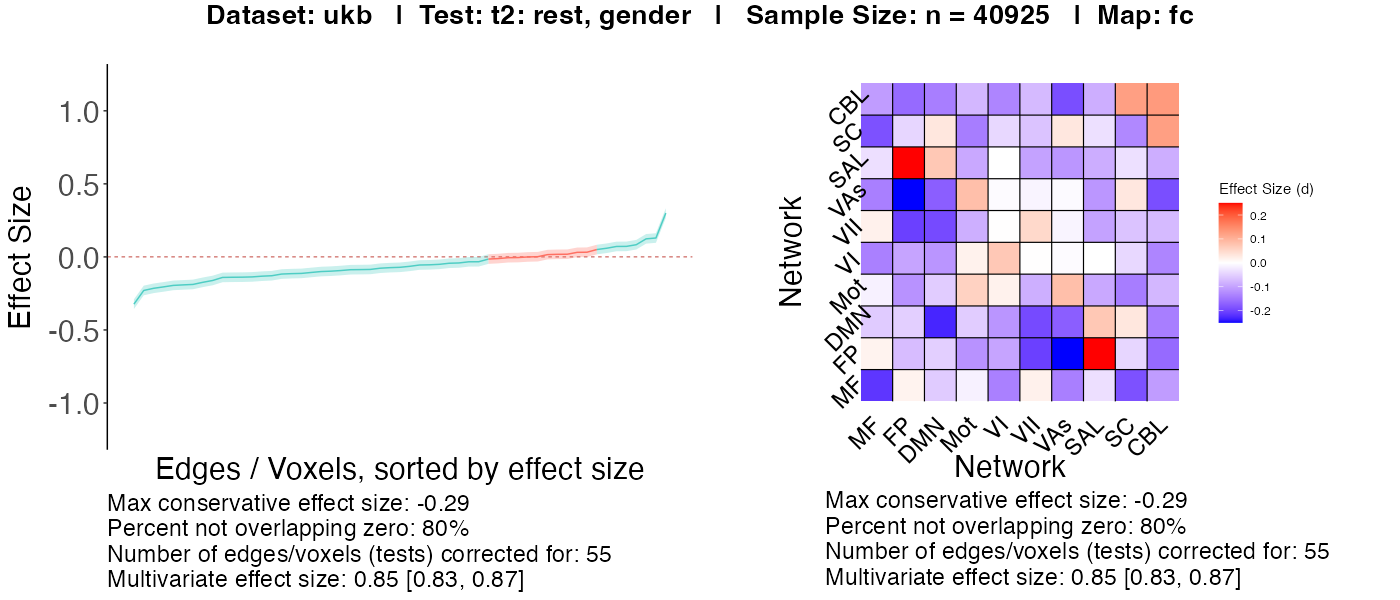 Dataset: ukb | Test: t2: rest, gender | Sample Size: n = 40925 | Map: fc
Effect Size
1.0
0.5
0.0
-0.5
-1.0
Edges / Voxels, sorted by effect size
Max conservative effect size: -0.29
Percent not overlapping zero: 80%
Number of edges/voxels (tests) corrected for: 55
Multivariate effect size: 0.85 [0.83, 0.87]
Network
CBL
SC
SAL
VAs
VII
VI
Mot
DMN
FP
MF
MF FP DMN Mot VI VII VAs SAL SC CBL
Network
Effect Size (d)
0.2
0.1
0.0
-0.1
-0.2
Max conservative effect size: -0.29
Percent not overlapping zero: 80%
Number of edges/voxels (tests) corrected for: 55
Multivariate effect size: 0.85 [0.83, 0.87]